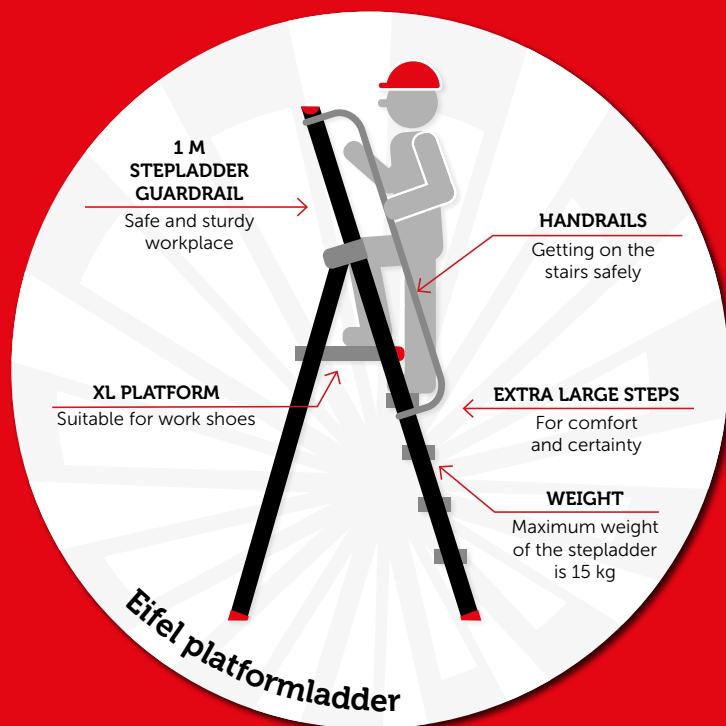 1 M
STEPLADDER
GUARDRAIL
Safe and sturdy
workplace
HANDRAILS
Getting on the
stairs safely
XL PLATFORM
Suitable for work shoes
EXTRA LARGE STEPS
For comfort
and certainty
WEIGHT
Maximum weight
of the stepladder
is 15 kg
Eifel platformladder